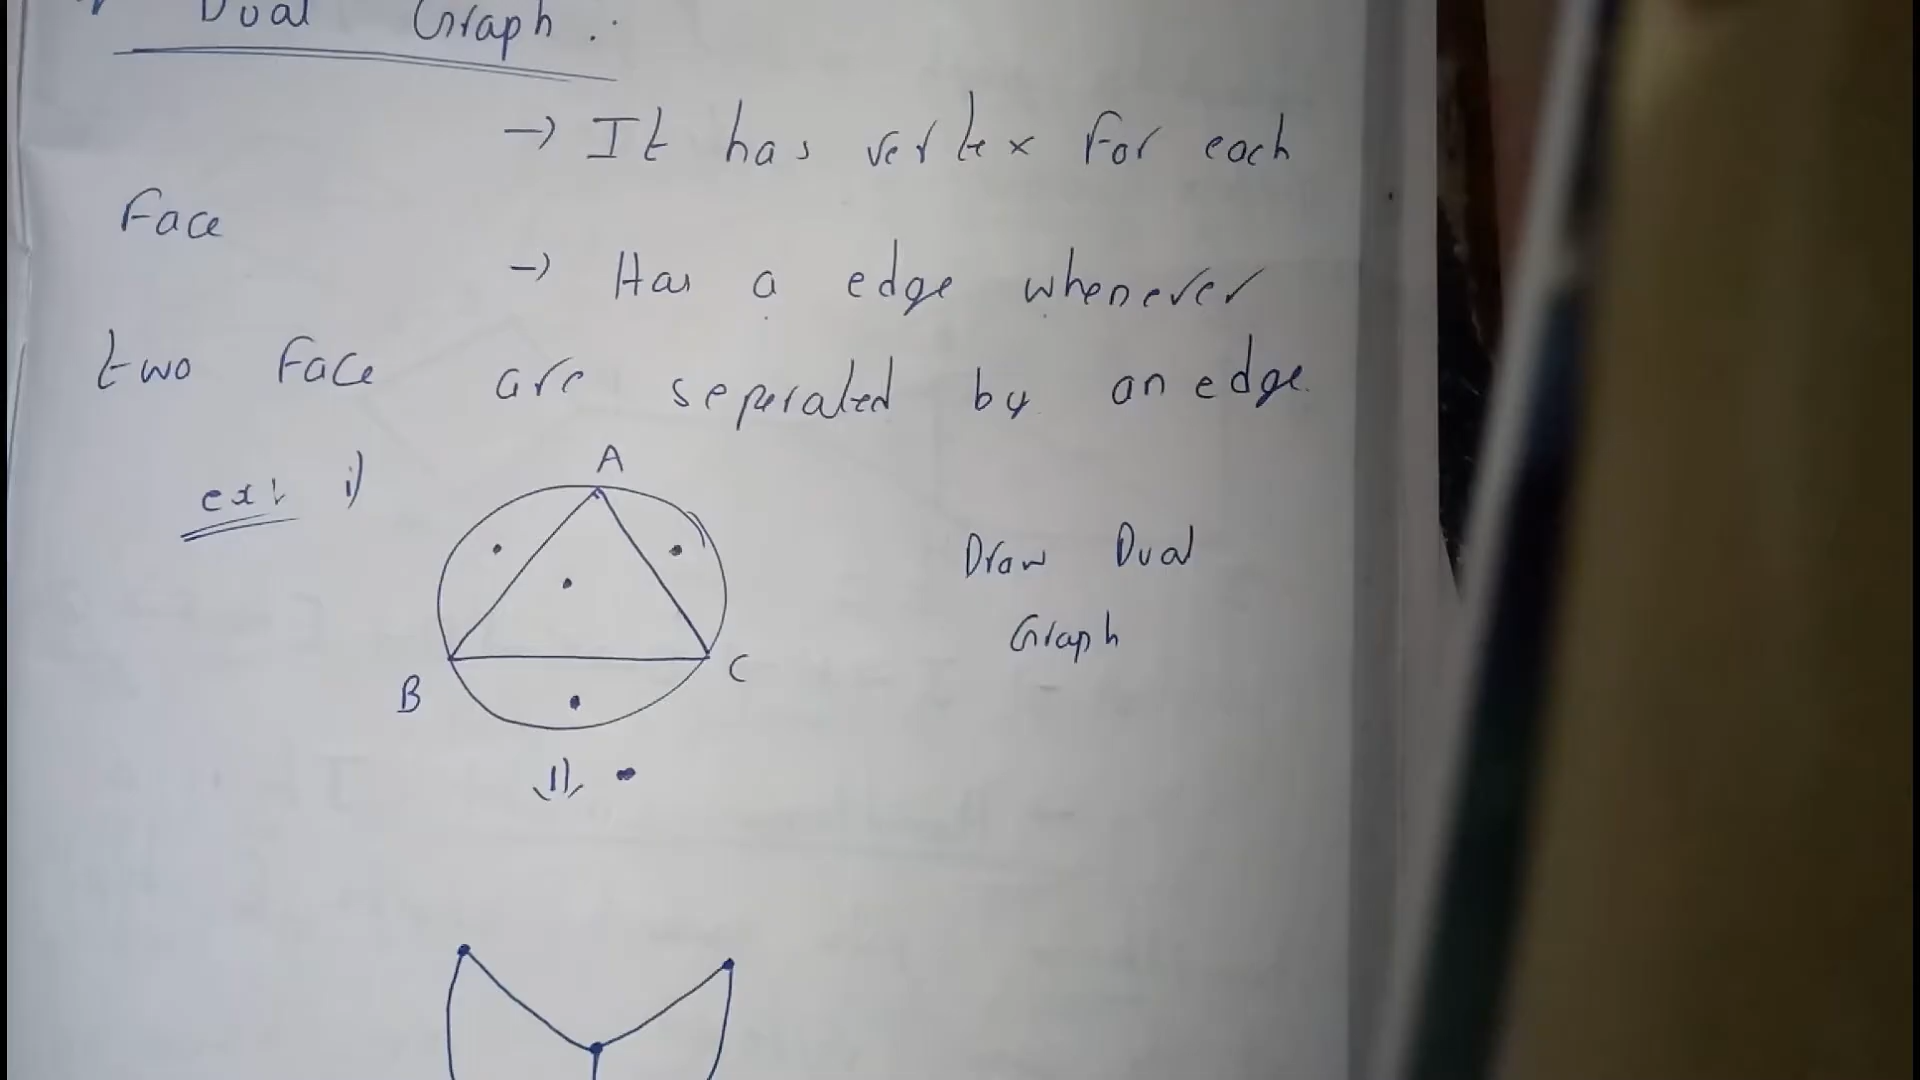 Dual Graph :
→ It has vertex for each
Face
→ Has a edge whenever
two Face are seperated by an edge.
ex: i)
A
B
C
Draw Dual
Graph